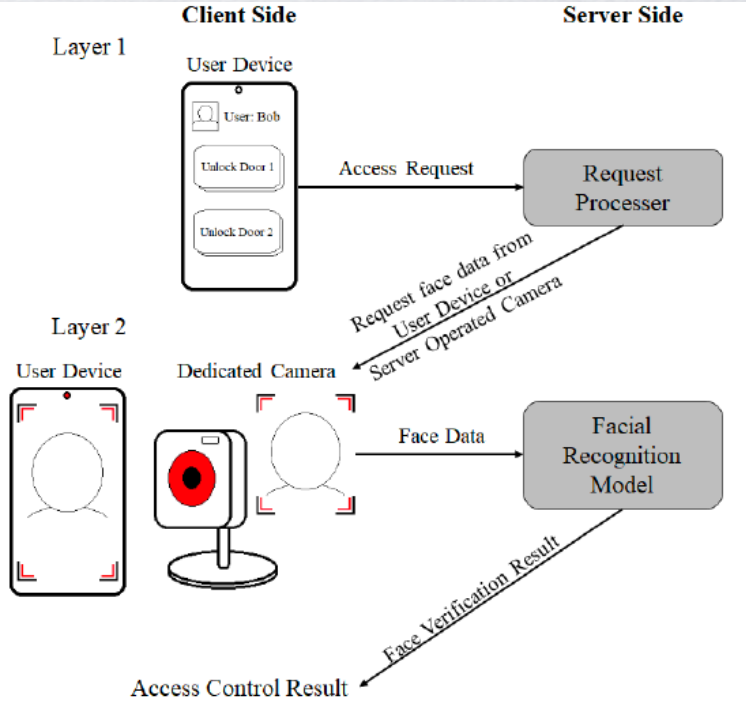 Client Side
Server Side
Layer 1
User Device
User: Bob
Unlock Door 1
Unlock Door 2
Access Request
Request
Processer
Request face data from
User Device or
Server Operated Camera
Layer 2
User Device
Dedicated Camera
Face Data
Facial
Recognition
Model
Face Verification Result
Access Control Result